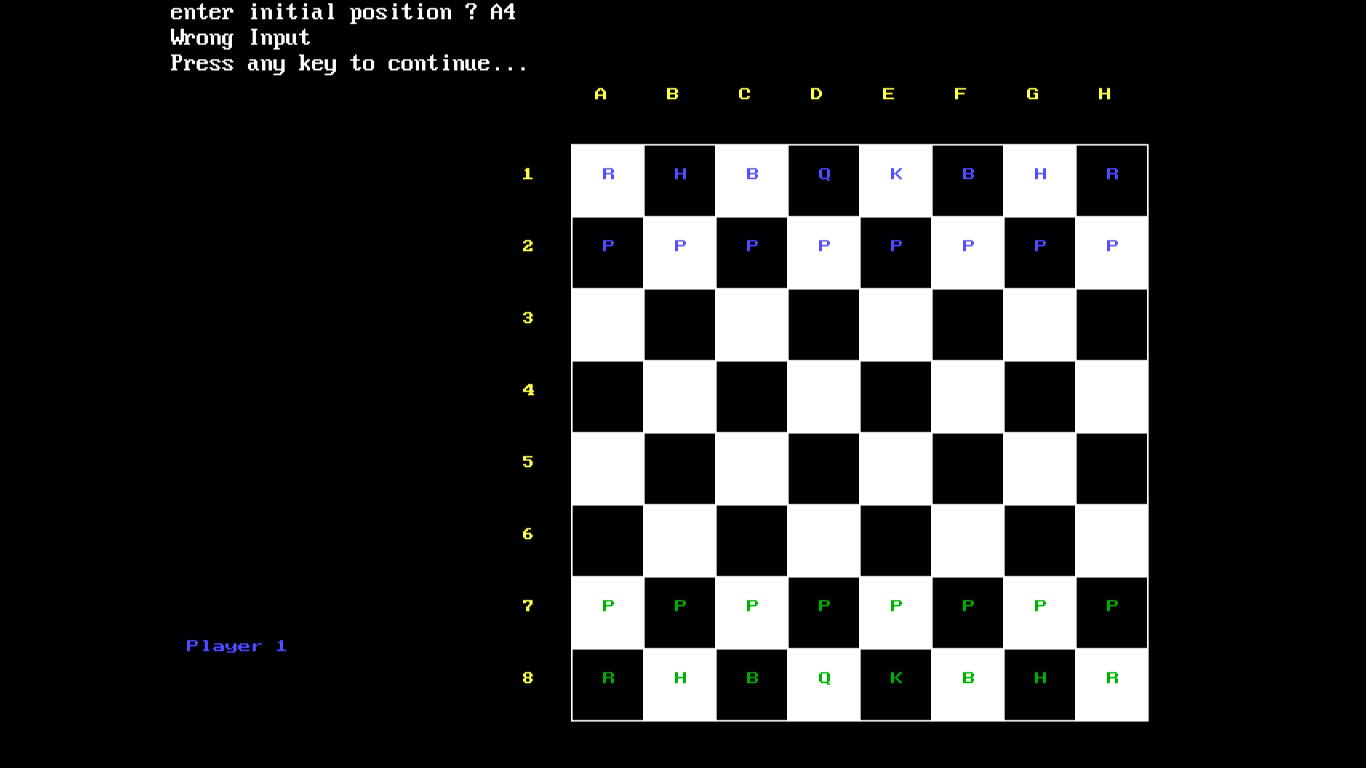 enter initial position ? A4
Wrong Input
Press any key to continue...
A B C D E F G H
1 R H B Q K B H R
2 P P P P P P P P
3
4
5
6
7 P P P P P P P P
Player 1
8 R H B Q K B H R